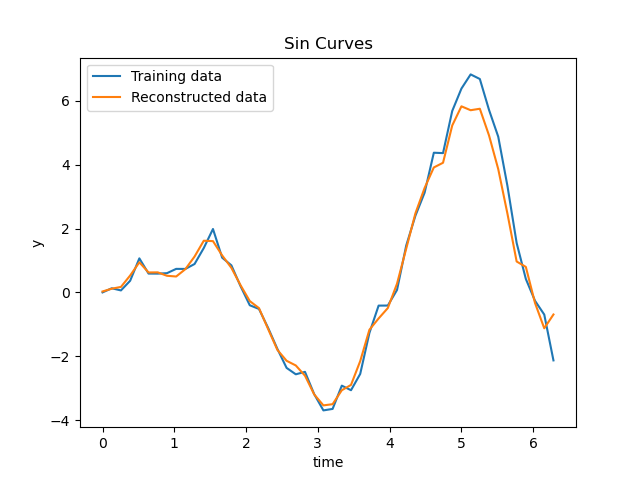 Sin Curves
Training data
Reconstructed data
6
4
2
0
−2
−4
y
0 1 2 3 4 5 6
time